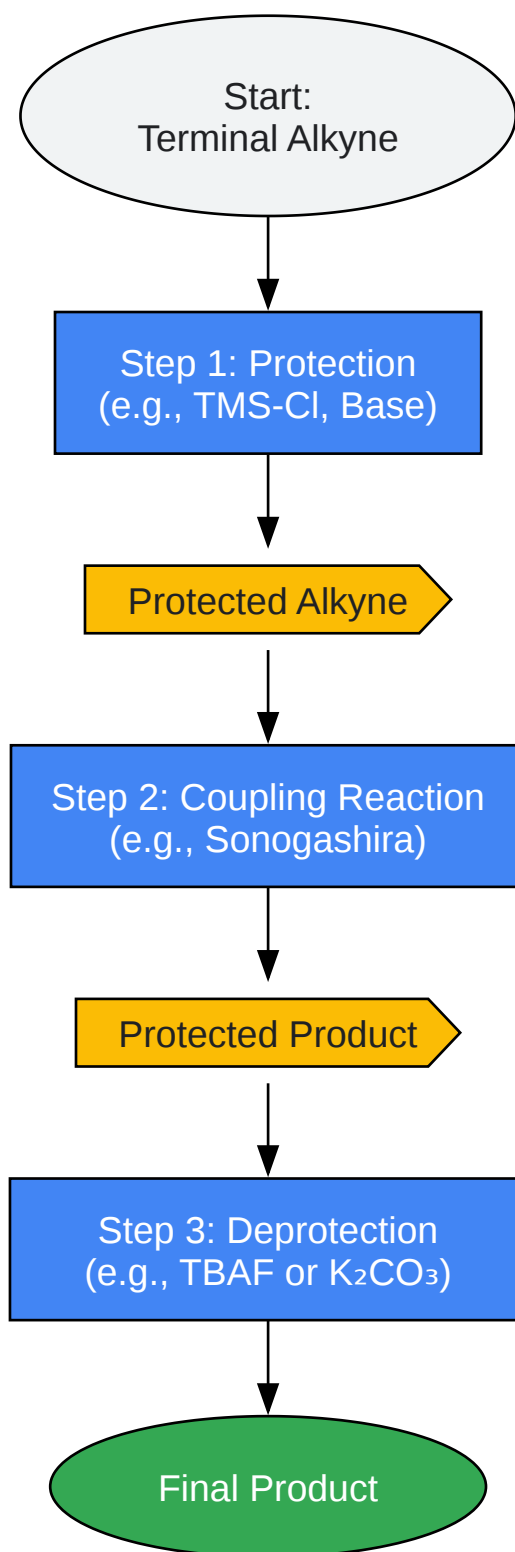 Start:
Terminal Alkyne
Step 1: Protection
(e.g., TMS-Cl, Base)
Protected Alkyne
Step 2: Coupling Reaction
(e.g., Sonogashira)
Protected Product
Step 3: Deprotection
(e.g., TBAF or K₂CO₃)
Final Product